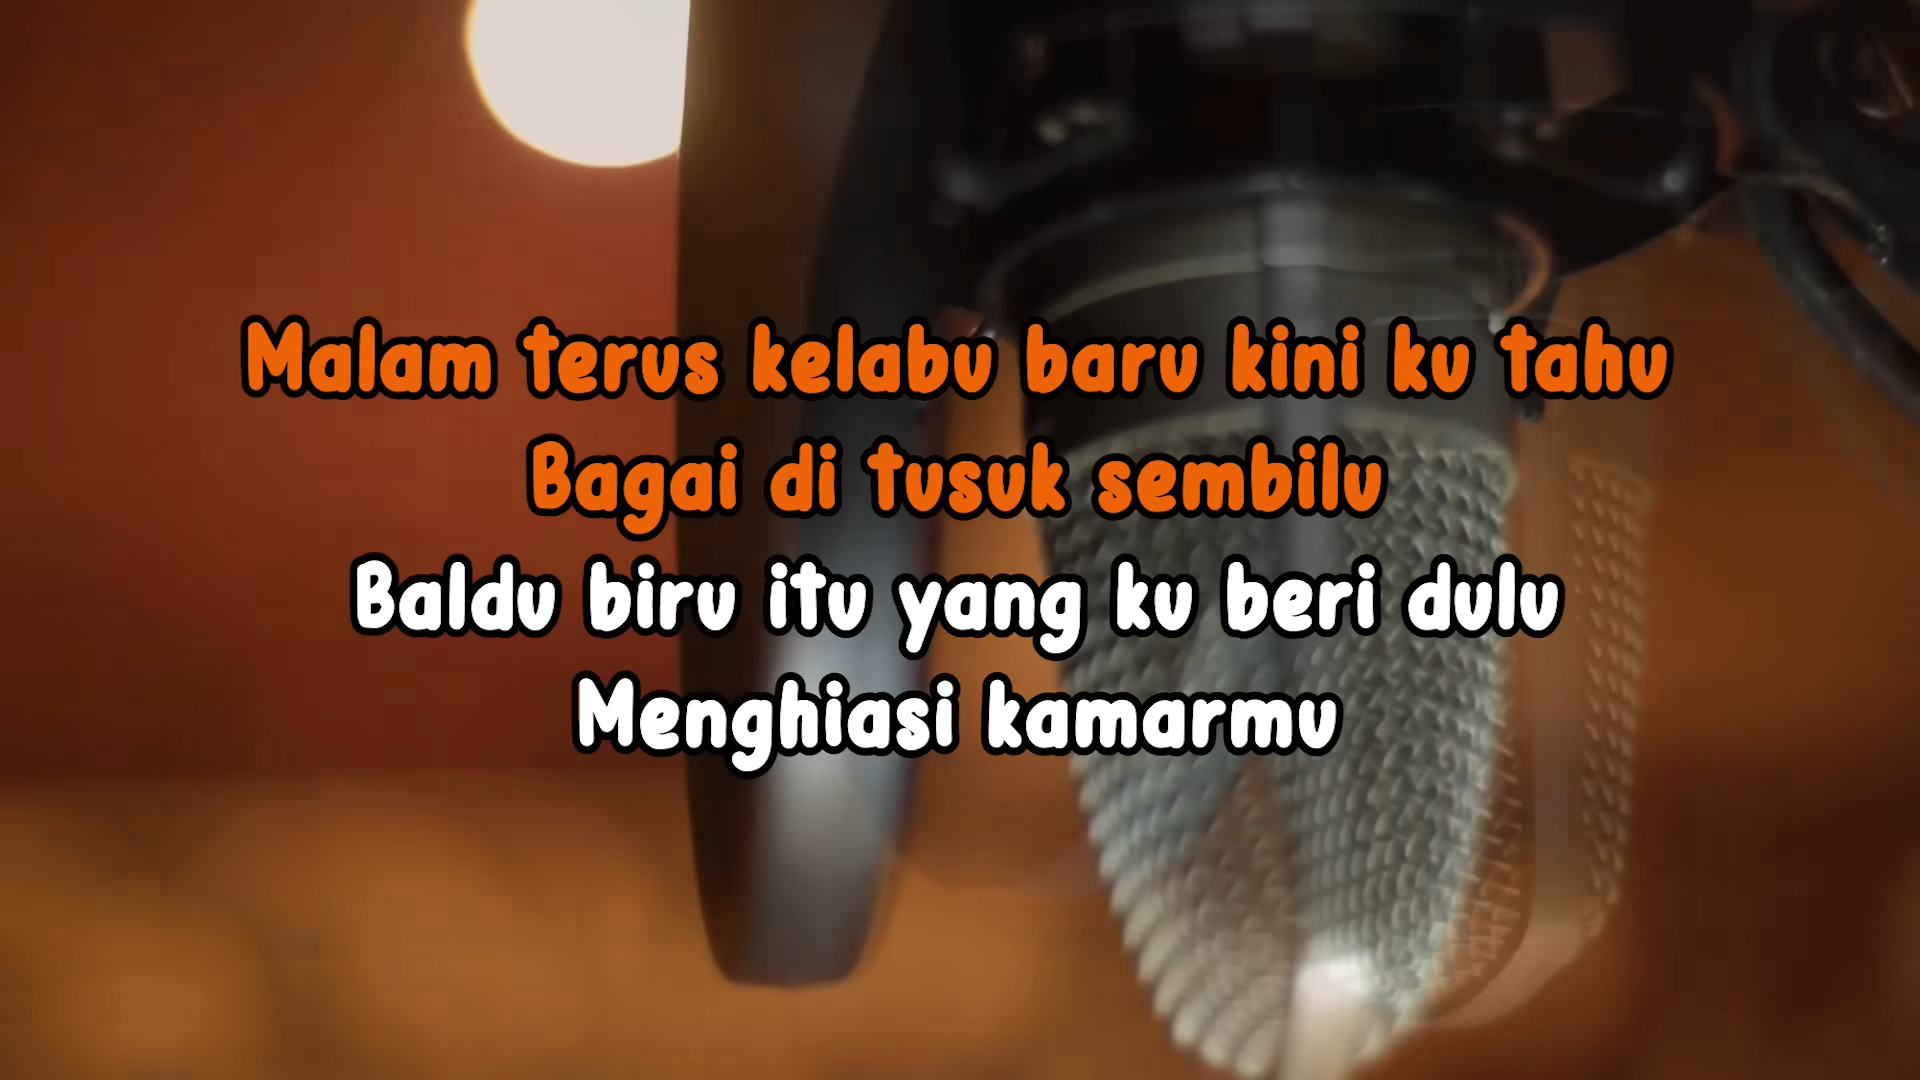 Malam terus kelabu baru kini ku tahu
Bagai di tusuk sembilu
Baldu biru itu yang ku beri dulu
Menghiasi kamarmu